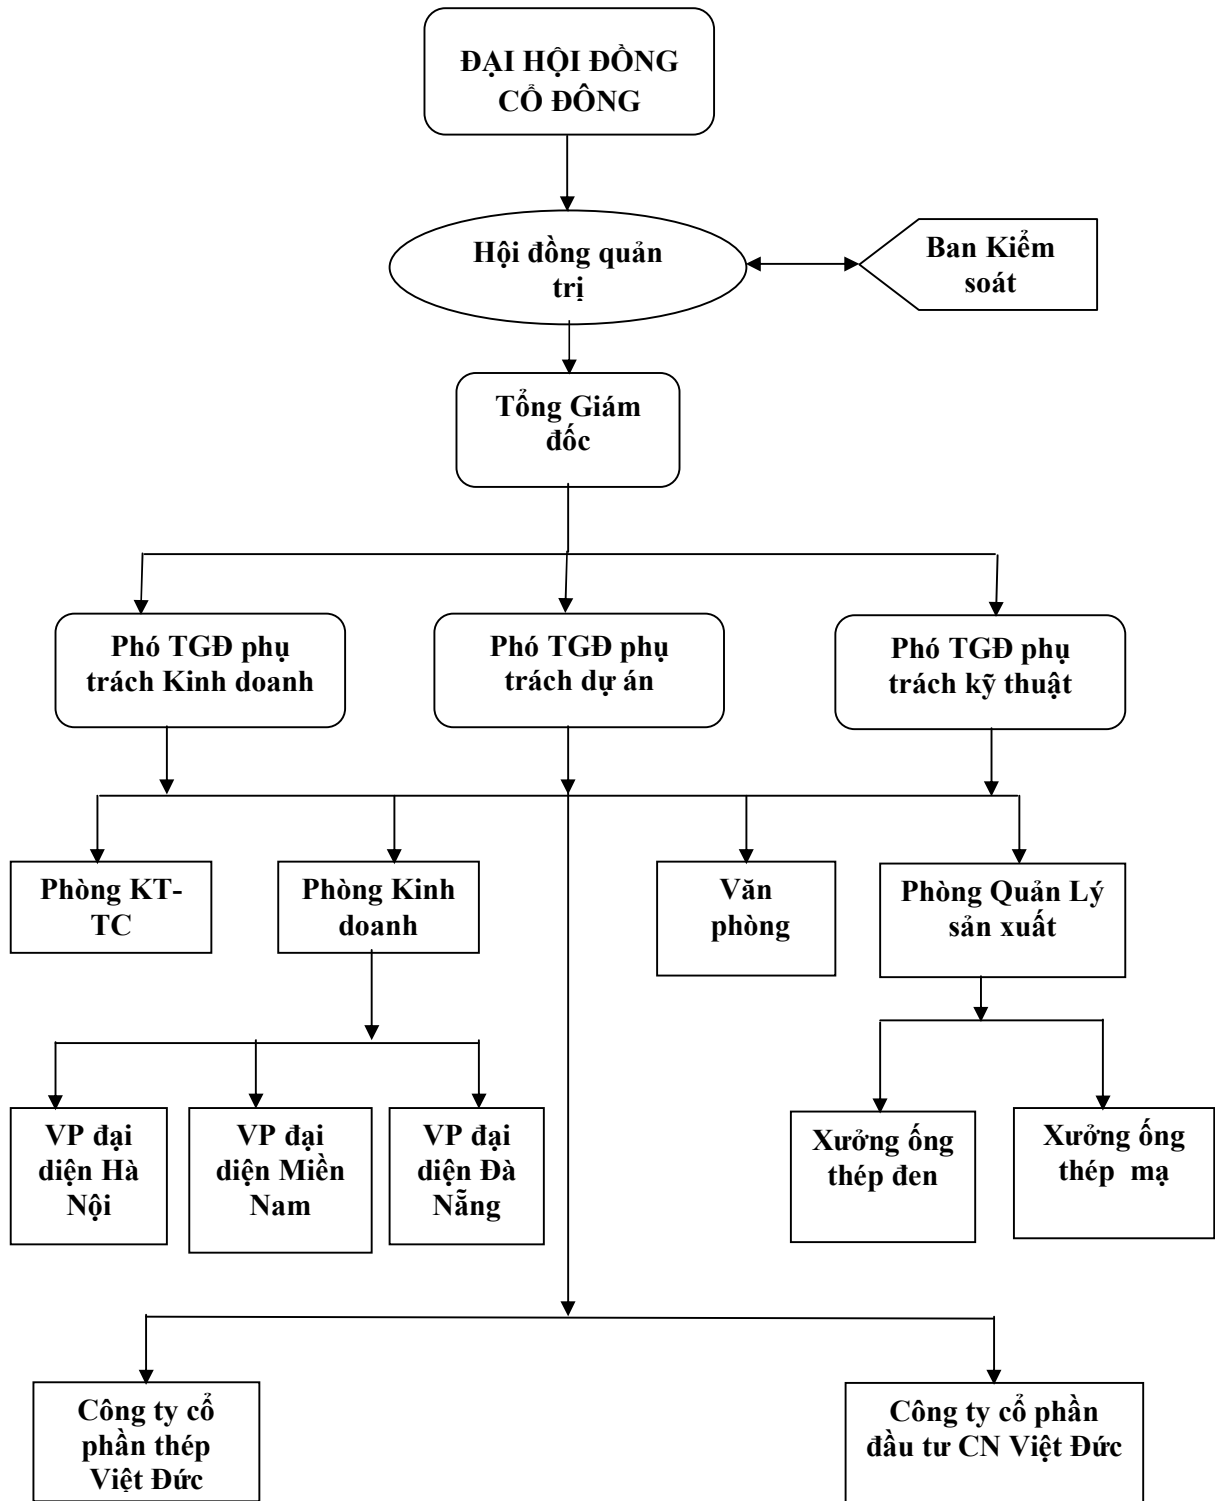 ĐẠI HỘI ĐỒNG
CỔ ĐÔNG
Hội đồng quản
trị
Ban Kiểm
soát
Tổng Giám
đốc
Phó TGĐ phụ
trách Kinh doanh
Phó TGĐ phụ
trách dự án
Phó TGĐ phụ
trách kỹ thuật
Phòng KT-
TC
Phòng Kinh
doanh
Văn
phòng
Phòng Quản Lý
sản xuất
VP đại
diện Hà
Nội
VP đại
diện Miền
Nam
VP đại
diện Đà
Nẵng
Xưởng ống
thép đen
Xưởng ống
thép mạ
Công ty cổ
phần thép
Việt Đức
Công ty cổ phần
đầu tư CN Việt Đức